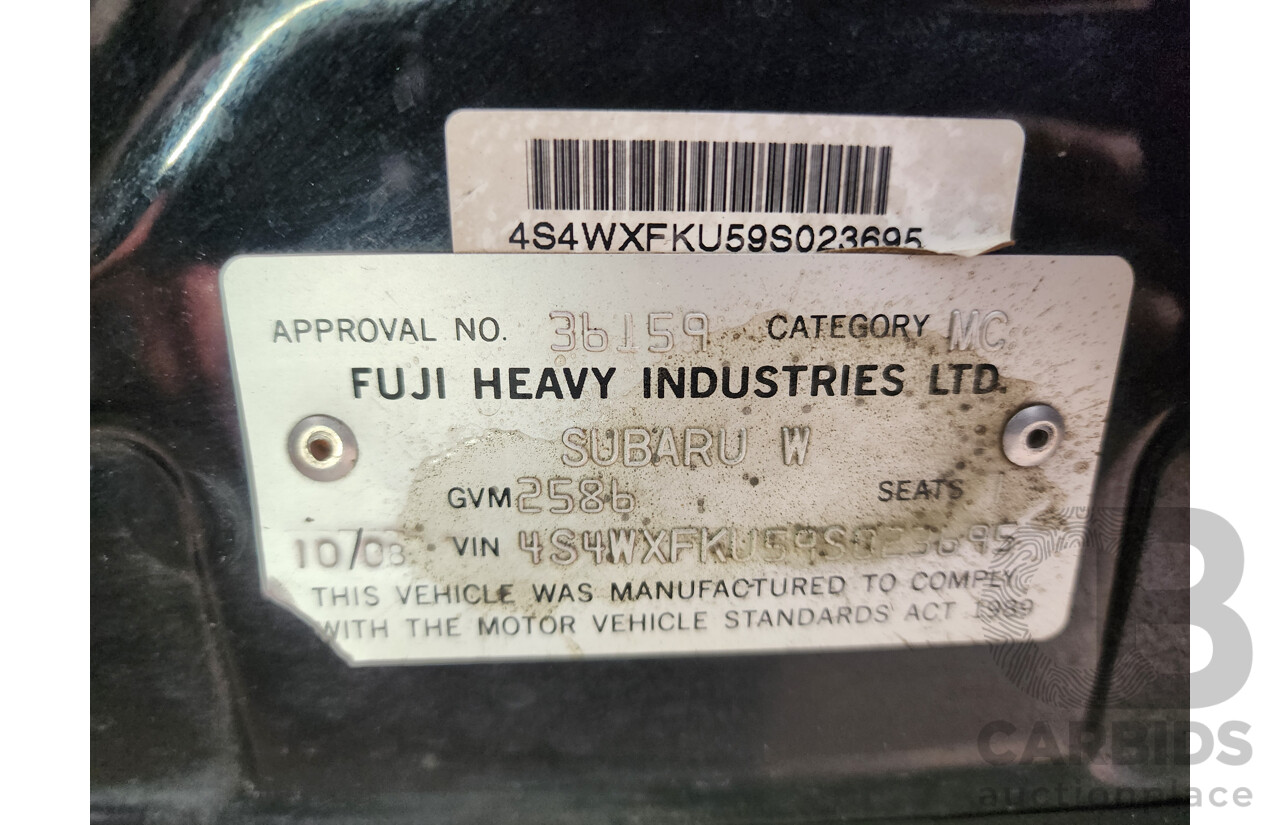 4S4WXFKU59S023695
APPROVAL NO. 36159 CATEGORY MC
FUJI HEAVY INDUSTRIES LTD.
SUBARU W
GVM 2586 SEATS
10/08 VIN 4S4WXFKU59S023695
THIS VEHICLE WAS MANUFACTURED TO COMPLY
WITH THE MOTOR VEHICLE STANDARDS ACT 1989
CB
CARBIDS
auctionplace